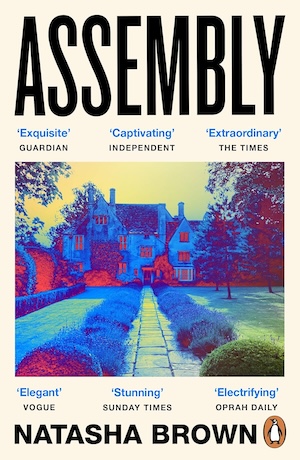 ASSEMBLY
‘Exquisite’ ‘Captivating’ ‘Extraordinary’
GUARDIAN INDEPENDENT THE TIMES
‘Elegant’ ‘Stunning’ ‘Electrifying’
VOGUE SUNDAY TIMES OPRAH DAILY
NATASHA BROWN